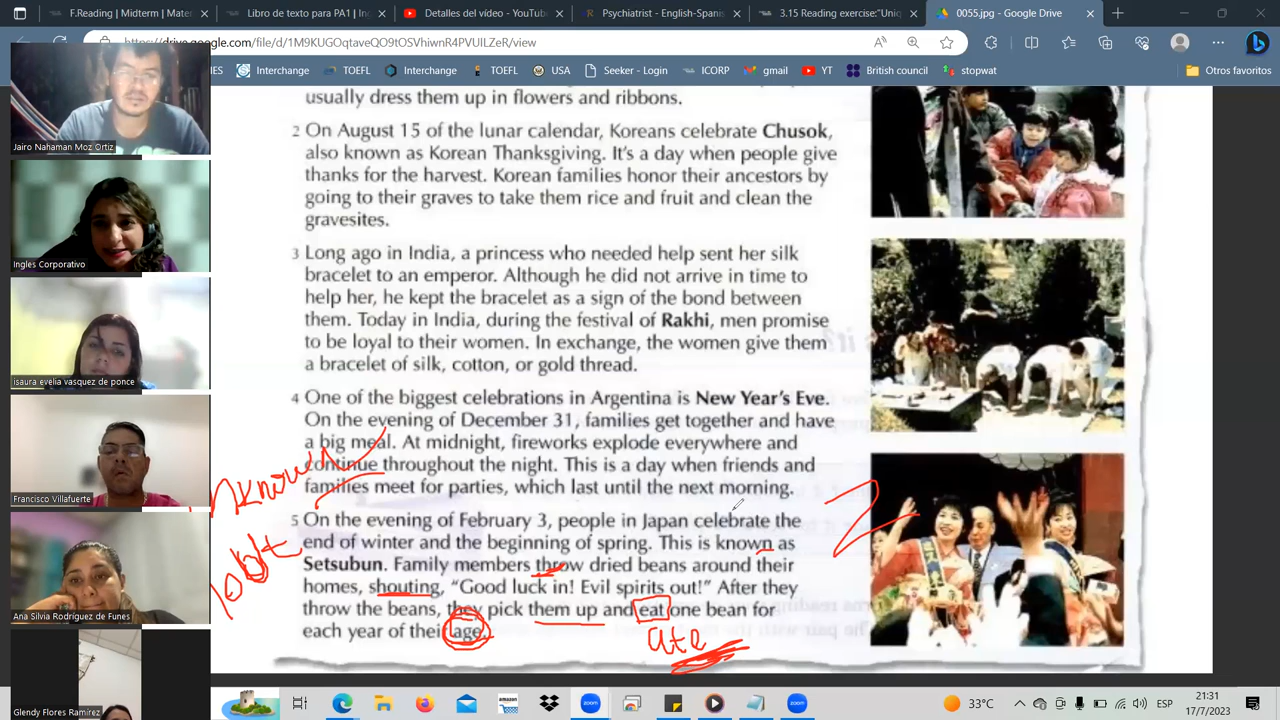 F.Nelson!
Material de apoyo
Libro de texto para PA1 | In
Detalles del vídeo - YouTube
Psychiatrist - English-Spanis
3.15 Reading exercise:"Uniq
0055.jpg - Google Drive
https://drive.google.com/file/d/1M9KUGOqtaveQO9tOSVhiwnR4PVUILZeR/view
IES Interchange TOEFL Interchange TOEFL USA Seeker - Login ICORP gmail YT British council stopwat Otros favoritos
usually dress them up in flowers and ribbons.
2 On August 15 of the lunar calendar, Koreans celebrate Chusok,
also known as Korean Thanksgiving. It's a day when people give
thanks for the harvest. Korean families honor their ancestors by
going to their graves to take them rice and fruit and clean the
gravesites.
3 Long ago in India, a princess who needed help sent her silk
bracelet to an emperor. Although he did not arrive in time to
help her, he kept the bracelet as a sign of the bond between
them. Today in India, during the festival of Rakhi, men promise
to be loyal to their women. In exchange, the women give them
a bracelet of silk, cotton, or gold thread.
4 One of the biggest celebrations in Argentina is New Year's Eve.
On the evening of December 31, families get together and have
a big meal. At midnight, fireworks explode everywhere and
continue throughout the night. This is a day when friends and
families meet for parties, which last until the next morning.
5 On the evening of February 3, people in Japan celebrate the
end of winter and the beginning of spring. This is known as
Setsubun. Family members throw dried beans around their
homes, shouting, "Good luck in! Evil spirits out!" After they
throw the beans, they pick them up and eat one bean for
each year of their age.
ate
Jairo Nahaman Moz Ortiz
Ingles Corporativo
isaura evelia vasquez de ponce
Francisco Villafuerte
Ana Silvia Rodríguez de Funes
Glendy Flores Ramírez
33°C
ESP
21:31
17/7/2023